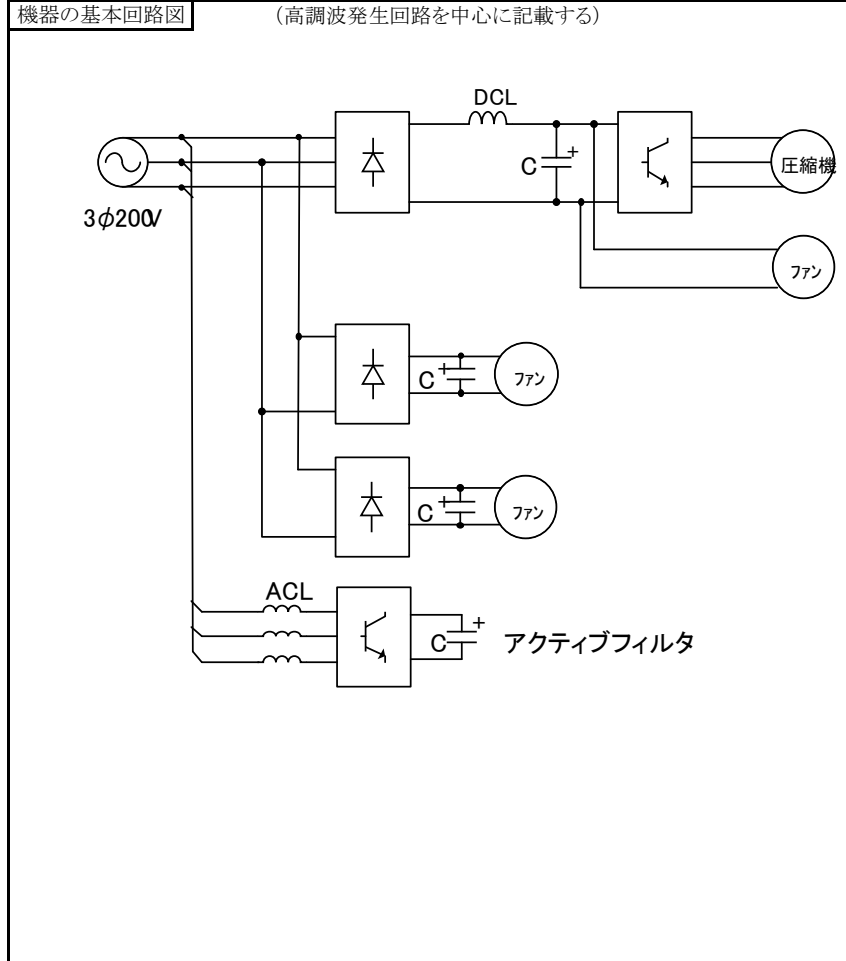 機器の基本回路図
(高調波発生回路を中心に記載する)
DCL
C
+
圧縮機
3φ200V
ファン
C
+
ファン
C
+
ファン
ACL
C
+
アクティブフィルタ